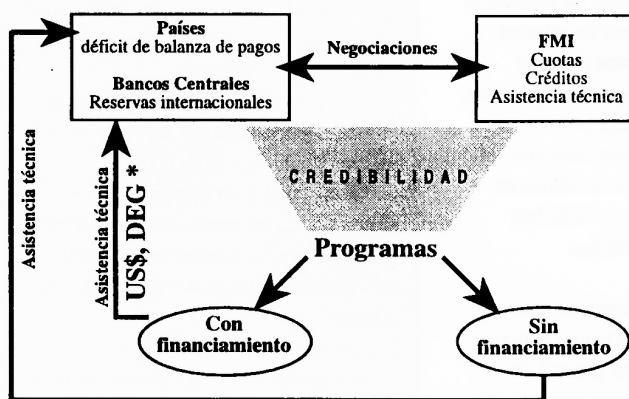 Países
déficit de balanza de pagos
Bancos Centrales
Reservas internacionales
Negociaciones
FMI
Cuotas
Créditos
Asistencia técnica
Asistencia técnica
Asistencia técnica
US$, DEG *
CREDIBILIDAD
Programas
Con
financiamiento
Sin
financiamiento